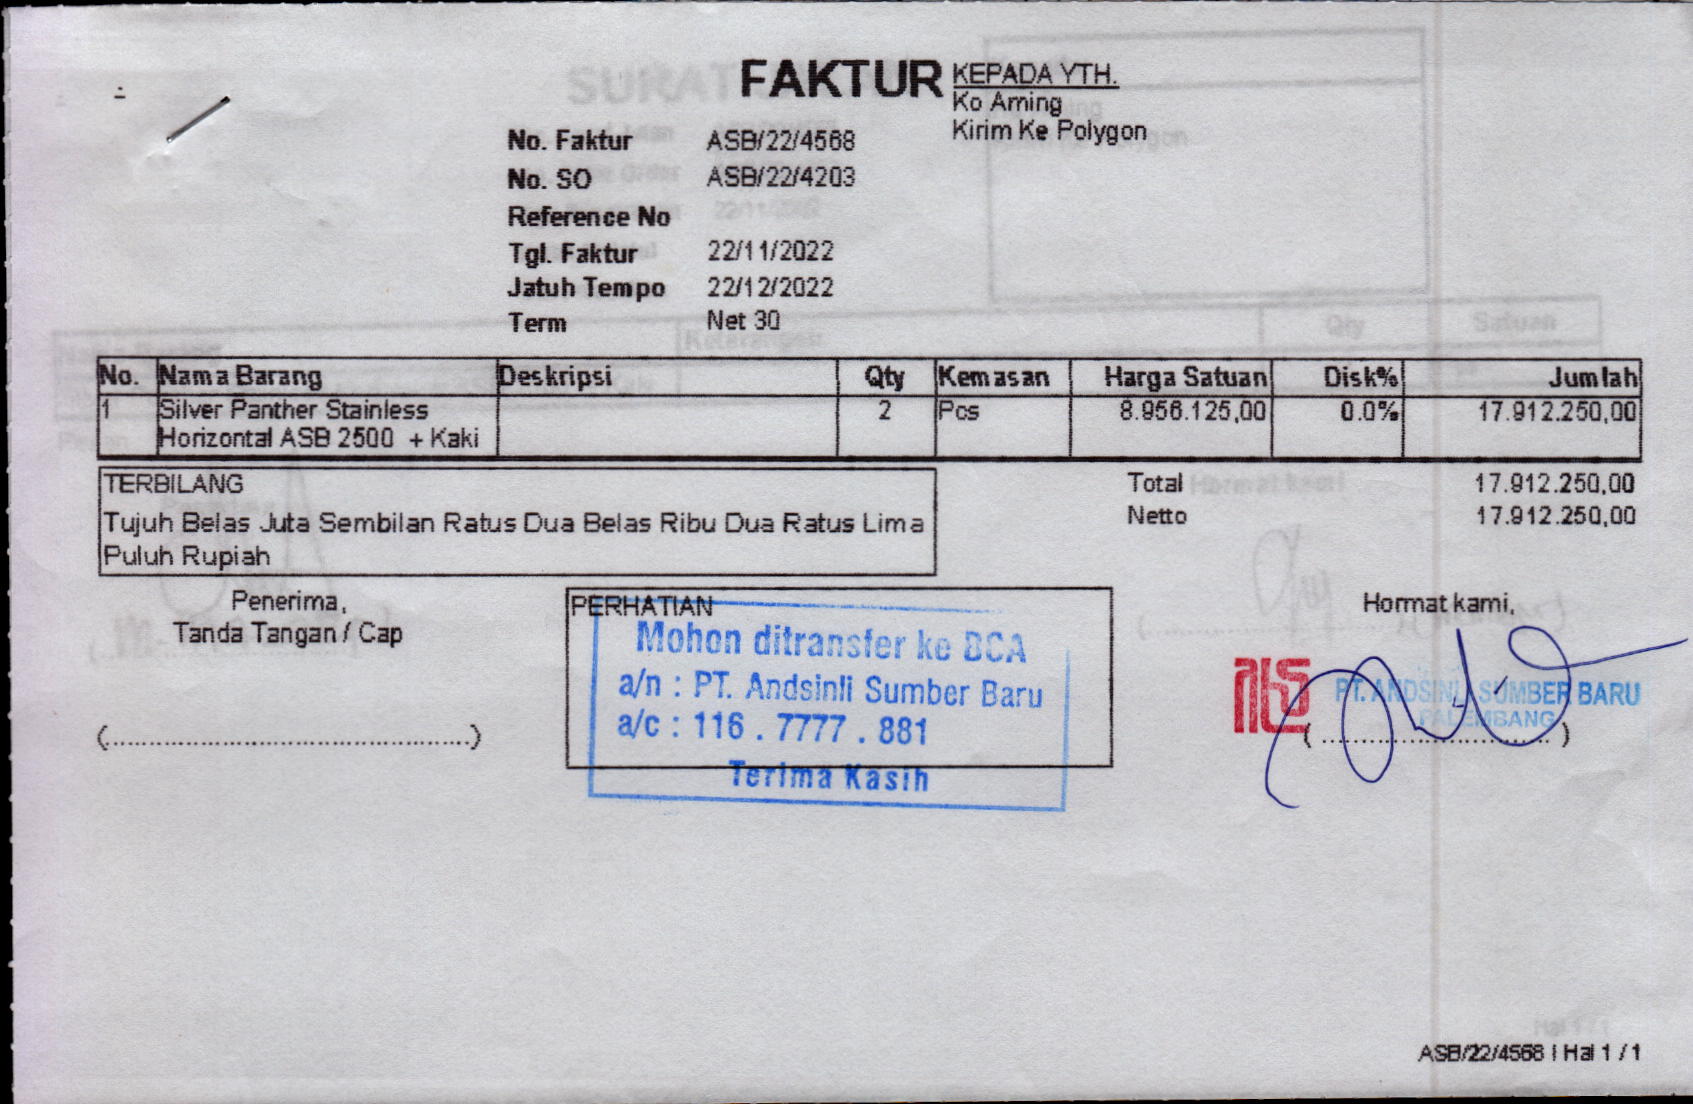 FAKTUR
KEPADA YTH.
Ko Aming
Kirim Ke Polygon
No. Faktur ASB/22/4568
No. SO ASB/22/4203
Reference No
Tgl. Faktur 22/11/2022
Jatuh Tempo 22/12/2022
Term Net 30
No. Nama Barang Deskripsi Qty Kemasan Harga Satuan Disk% Jumlah
1 Silver Panther Stainless 2 Pcs 8.956.125,00 0.0% 17.912.250,00
Horizontal ASB 2500 + Kaki
TERBILANG
Tujuh Belas Juta Sembilan Ratus Dua Belas Ribu Dua Ratus Lima
Puluh Rupiah
Total 17.912.250,00
Netto 17.912.250,00
Penerima,
Tanda Tangan / Cap
(................................................)
PERHATIAN
Mohon ditransfer ke BCA
a/n : PT. Andsinli Sumber Baru
a/c : 116 . 7777 . 881
Terima Kasih
Hormat kami,
PT. ANDSINLI SUMBER BARU
PALEMBANG
( .............................. )
ASB/22/4568 | Hal 1 / 1